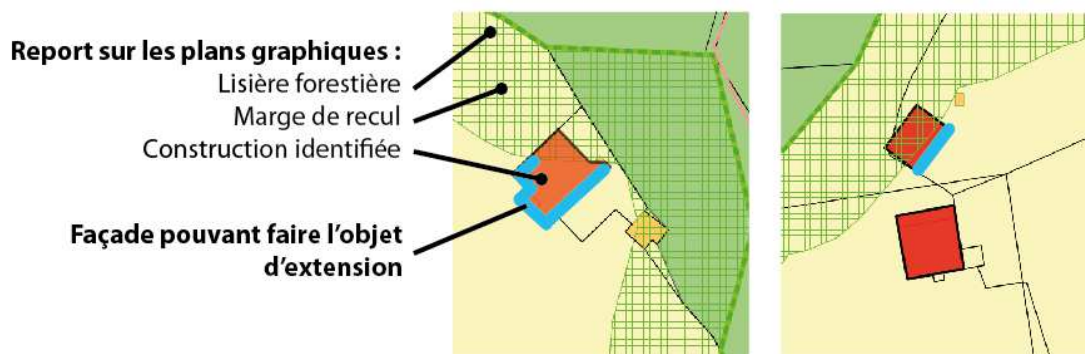 Report sur les plans graphiques :
Lisière forestière
Marge de recul
Construction identifiée
Façade pouvant faire l'objet
d'extension